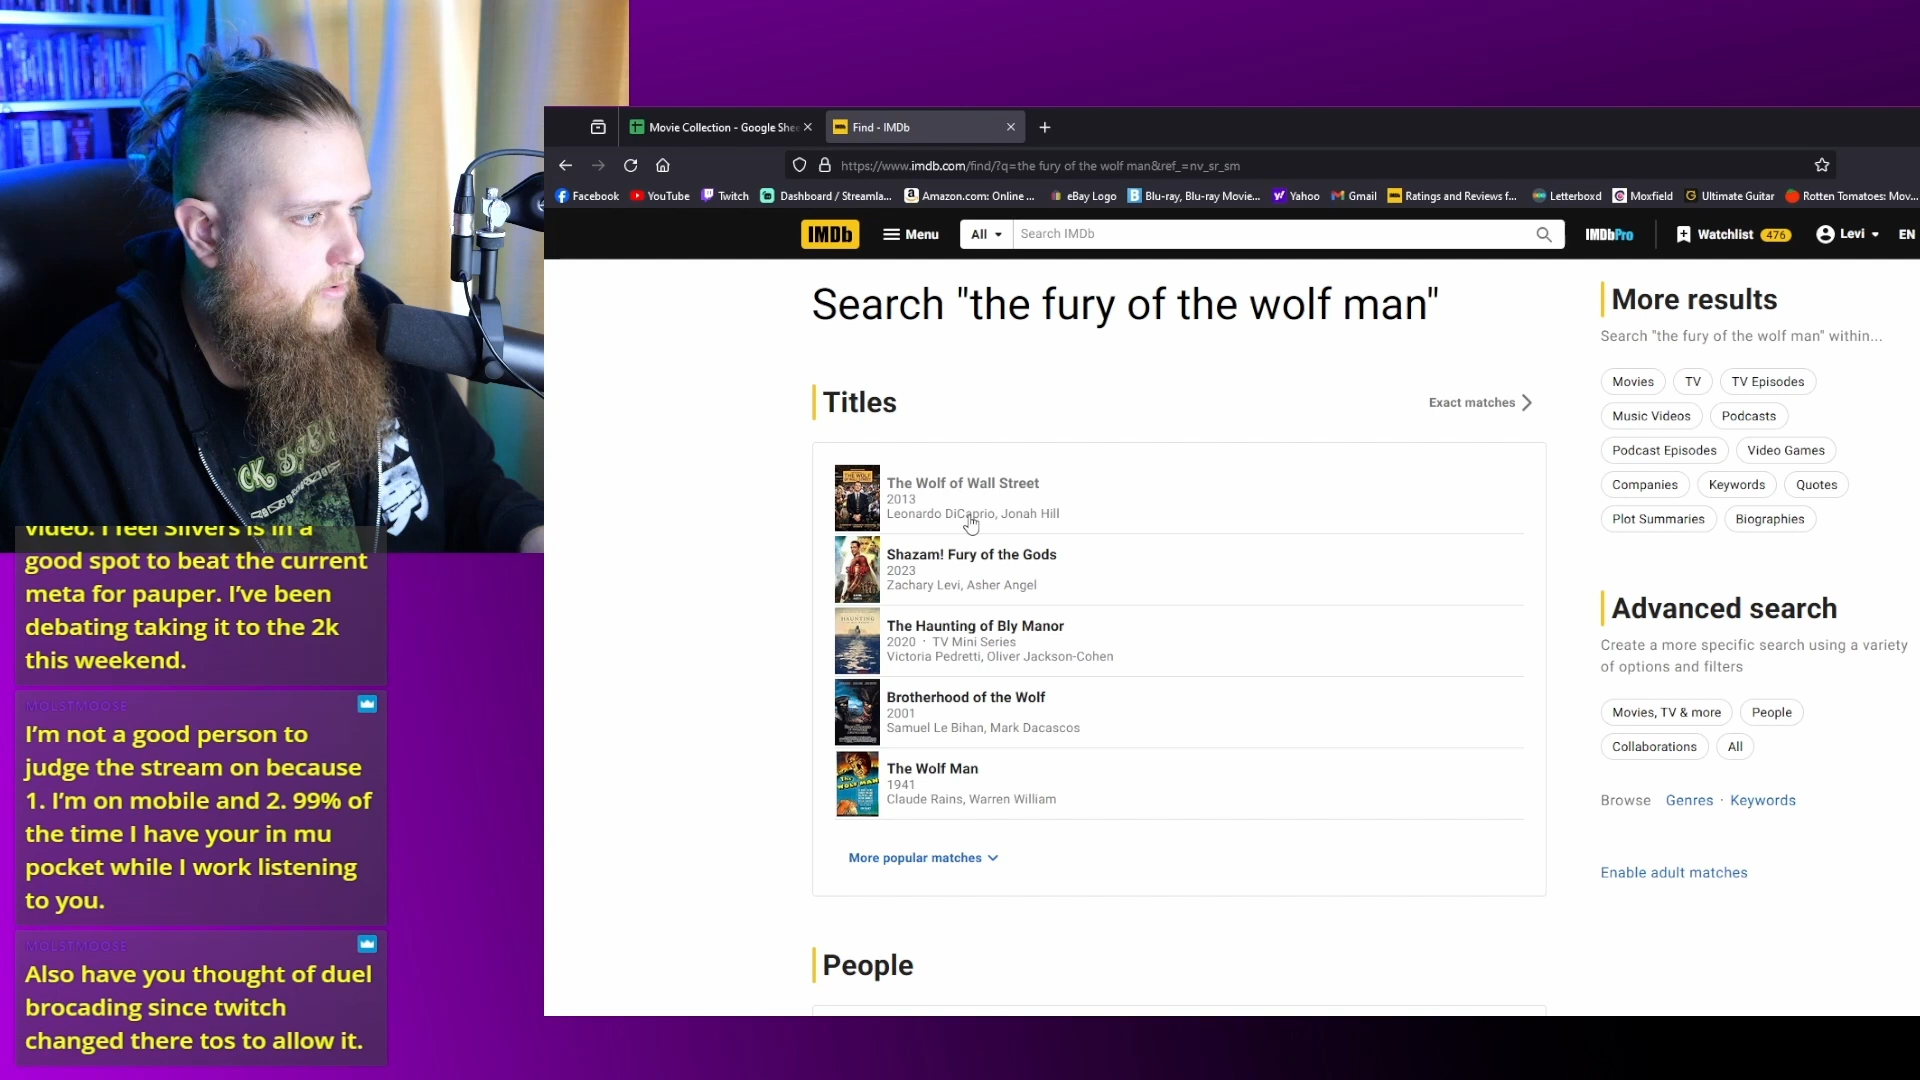 Movie Collection - Google Shee
Find - IMDb
https://www.imdb.com/find/?q=the fury of the wolf man&ref_=nv_sr_sm
Facebook
YouTube
Twitch
Dashboard / Streamla...
Amazon.com: Online ...
eBay Logo
Blu-ray, Blu-ray Movie...
Yahoo
Gmail
Ratings and Reviews f...
Letterboxd
Moxfield
Ultimate Guitar
Rotten Tomatoes: Mov...
IMDb
Menu
All
Search IMDb
IMDbPro
Watchlist 476
Levi
EN
Search "the fury of the wolf man"
Titles
Exact matches
The Wolf of Wall Street
2013
Leonardo DiCaprio, Jonah Hill
Shazam! Fury of the Gods
2023
Zachary Levi, Asher Angel
The Haunting of Bly Manor
2020 · TV Mini Series
Victoria Pedretti, Oliver Jackson-Cohen
Brotherhood of the Wolf
2001
Samuel Le Bihan, Mark Dacascos
The Wolf Man
1941
Claude Rains, Warren William
More popular matches
People
More results
Search "the fury of the wolf man" within...
Movies
TV
TV Episodes
Music Videos
Podcasts
Podcast Episodes
Video Games
Companies
Keywords
Quotes
Plot Summaries
Biographies
Advanced search
Create a more specific search using a variety
of options and filters
Movies, TV & more
People
Collaborations
All
Browse Genres · Keywords
Enable adult matches
video. I feel Slivers is in a
good spot to beat the current
meta for pauper. I've been
debating taking it to the 2k
this weekend.
MOLSTMOOSE
I'm not a good person to
judge the stream on because
1. I'm on mobile and 2. 99% of
the time I have your in mu
pocket while I work listening
to you.
MOLSTMOOSE
Also have you thought of duel
brocading since twitch
changed there tos to allow it.